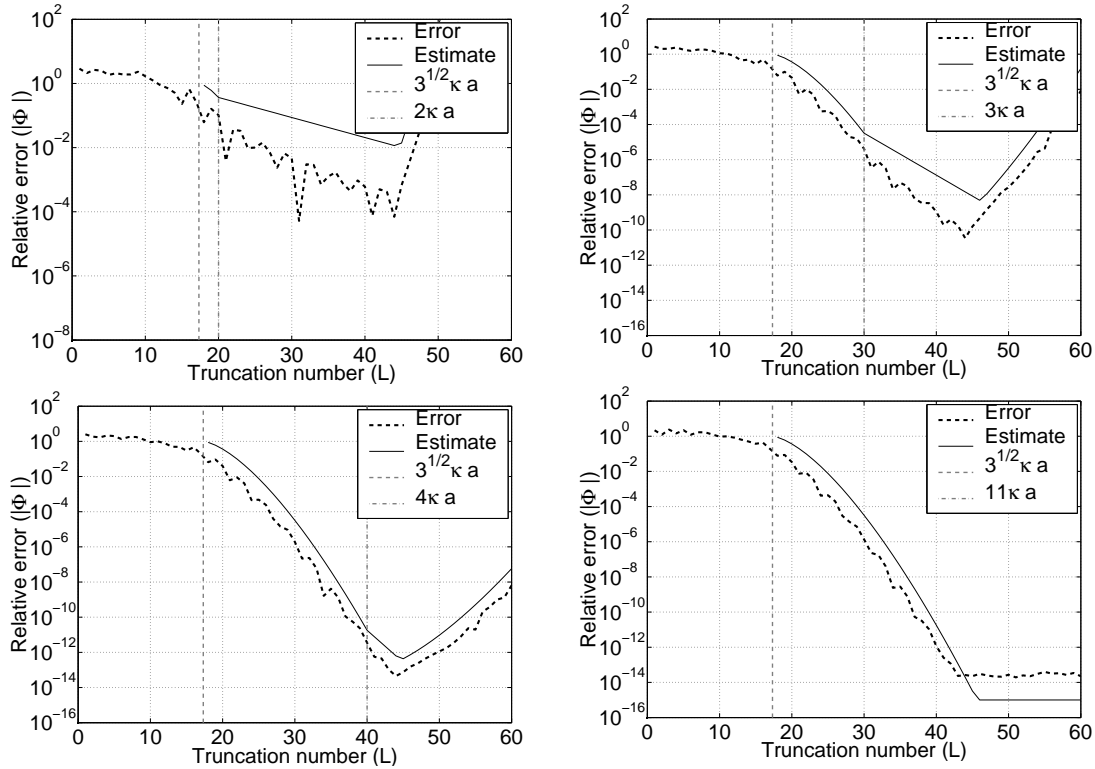 Relative error (|Φ |)
10^2
10^0
10^-2
10^-4
10^-6
10^-8
0 10 20 30 40 50 60
Truncation number (L)
Error
Estimate
3^1/2κ a
2κ a
Relative error (|Φ |)
10^2
10^0
10^-2
10^-4
10^-6
10^-8
10^-10
10^-12
10^-14
10^-16
0 10 20 30 40 50 60
Truncation number (L)
Error
Estimate
3^1/2κ a
3κ a
Relative error (|Φ |)
10^2
10^0
10^-2
10^-4
10^-6
10^-8
10^-10
10^-12
10^-14
10^-16
0 10 20 30 40 50 60
Truncation number (L)
Error
Estimate
3^1/2κ a
4κ a
Relative error (|Φ |)
10^2
10^0
10^-2
10^-4
10^-6
10^-8
10^-10
10^-12
10^-14
10^-16
0 10 20 30 40 50 60
Truncation number (L)
Error
Estimate
3^1/2κ a
11κ a